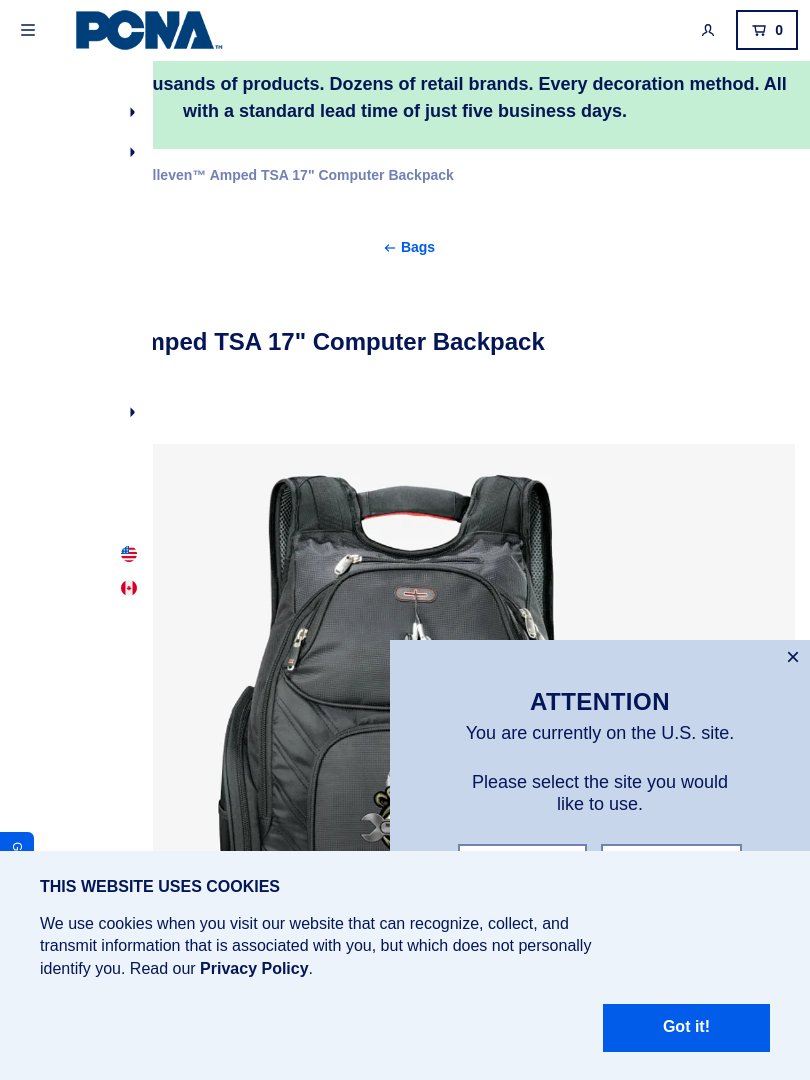 PCNA™
0
usands of products. Dozens of retail brands. Every decoration method. All
with a standard lead time of just five business days.
lleven™ Amped TSA 17" Computer Backpack
Bags
mped TSA 17" Computer Backpack
ATTENTION
You are currently on the U.S. site.
Please select the site you would
like to use.
G
THIS WEBSITE USES COOKIES
We use cookies when you visit our website that can recognize, collect, and
transmit information that is associated with you, but which does not personally
identify you. Read our Privacy Policy.
Got it!